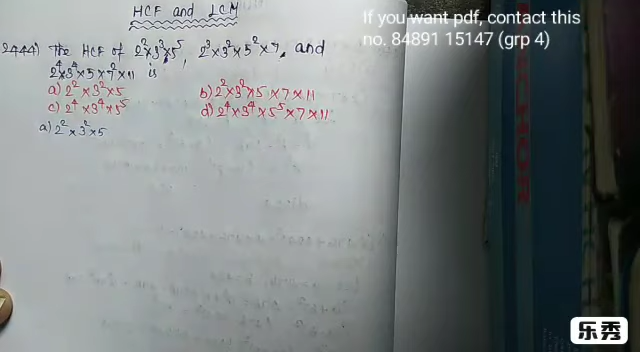 HCF and LCM
If you want pdf, contact this
no. 84891 15147 (grp 4)
2444) The HCF of 2²×3³×5⁵, 2³×3²×5²×7, and
2⁴×3⁴×5×7²×11 is
a) 2²×3²×5
b) 2²×3²×5×7×11
c) 2⁴×3⁴×5⁵
d) 2⁴×3⁴×5⁵×7×11
a) 2²×3²×5
乐秀